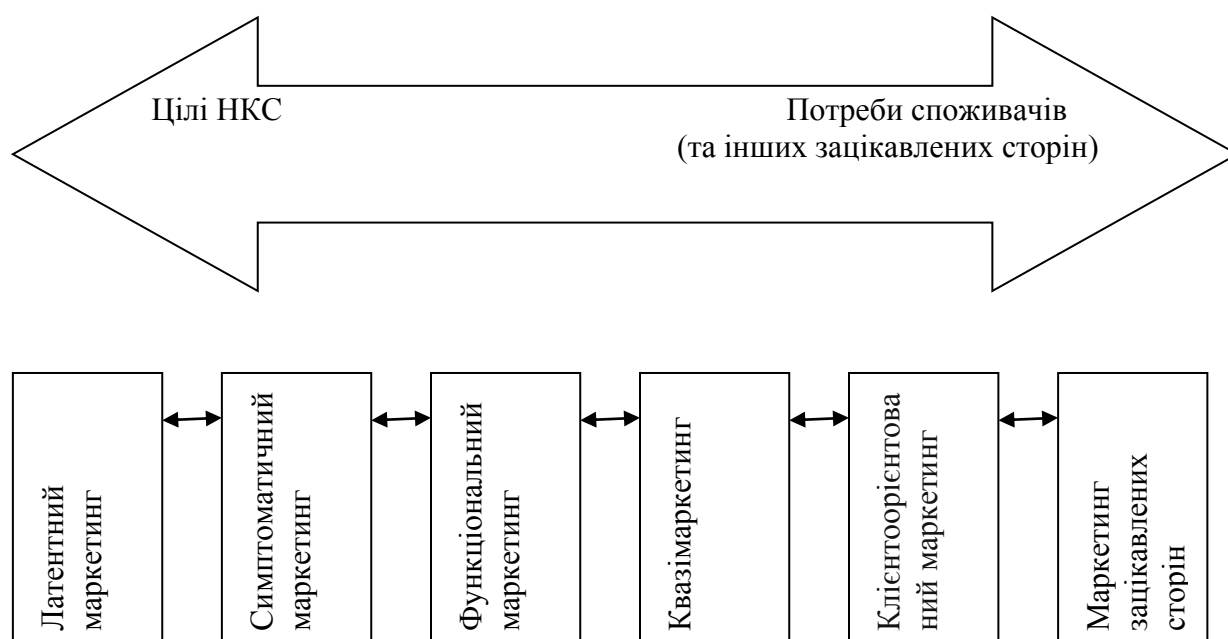 Цілі НКС
Потреби споживачів
(та інших зацікавлених сторін)
Латентний
маркетинг
Симптоматичний
маркетинг
Функціональний
маркетинг
Квазімаркетинг
Клієнтоорієнтова
ний маркетинг
Маркетинг
зацікавлених
сторін